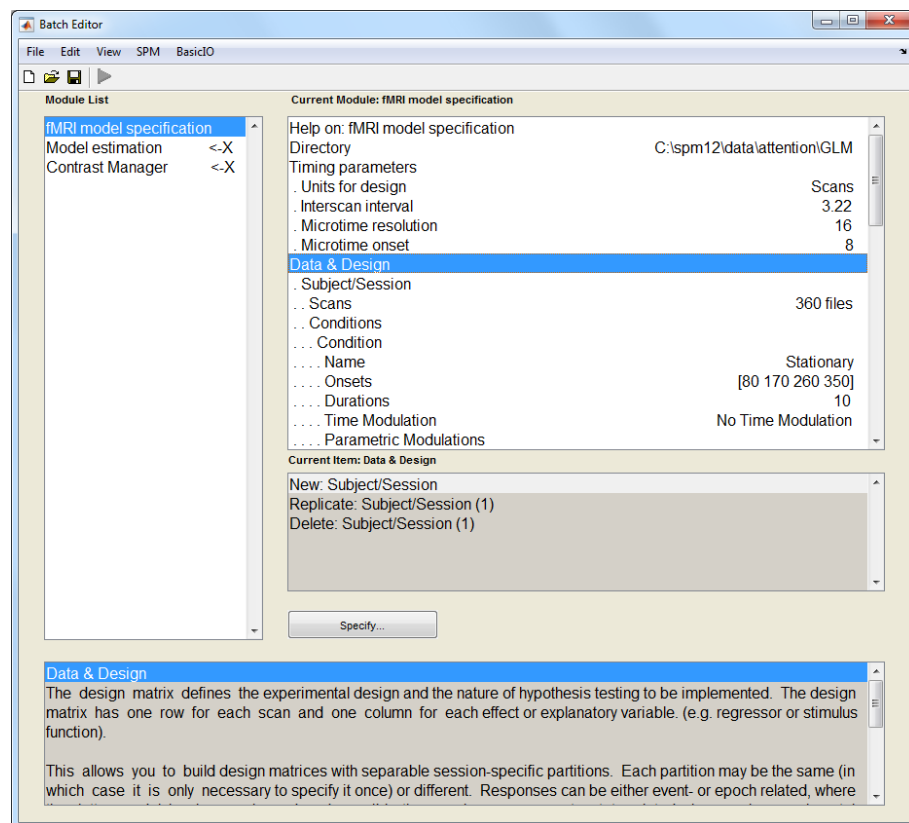 Batch Editor
File Edit View SPM BasicIO
Module List
Current Module: fMRI model specification
fMRI model specification
Model estimation <-X
Contrast Manager <-X
Help on: fMRI model specification
Directory C:\spm12\data\attention\GLM
Timing parameters
. Units for design Scans
. Interscan interval 3.22
. Microtime resolution 16
. Microtime onset 8
Data & Design
. Subject/Session
. . Scans 360 files
. . Conditions
. . . Condition
. . . . Name Stationary
. . . . Onsets [80 170 260 350]
. . . . Durations 10
. . . . Time Modulation No Time Modulation
. . . . Parametric Modulations
Current Item: Data & Design
New: Subject/Session
Replicate: Subject/Session (1)
Delete: Subject/Session (1)
Specify...
Data & Design
The design matrix defines the experimental design and the nature of hypothesis testing to be implemented. The design
matrix has one row for each scan and one column for each effect or explanatory variable. (e.g. regressor or stimulus
function).
This allows you to build design matrices with separable session-specific partitions. Each partition may be the same (in
which case it is only necessary to specify it once) or different. Responses can be either event- or epoch related, where